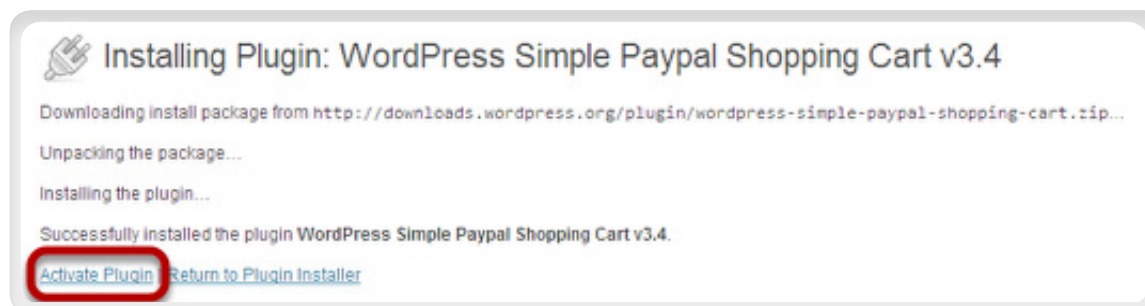 Installing Plugin: WordPress Simple Paypal Shopping Cart v3.4
Downloading install package from http://downloads.wordpress.org/plugin/wordpress-simple-paypal-shopping-cart.zip…
Unpacking the package…
Installing the plugin…
Successfully installed the plugin WordPress Simple Paypal Shopping Cart v3.4.
Activate Plugin | Return to Plugin Installer